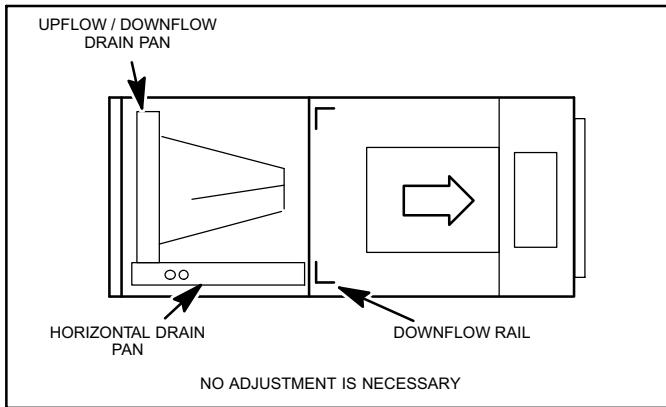 UPFLOW / DOWNFLOW
DRAIN PAN
HORIZONTAL DRAIN
PAN
DOWNFLOW RAIL
NO ADJUSTMENT IS NECESSARY